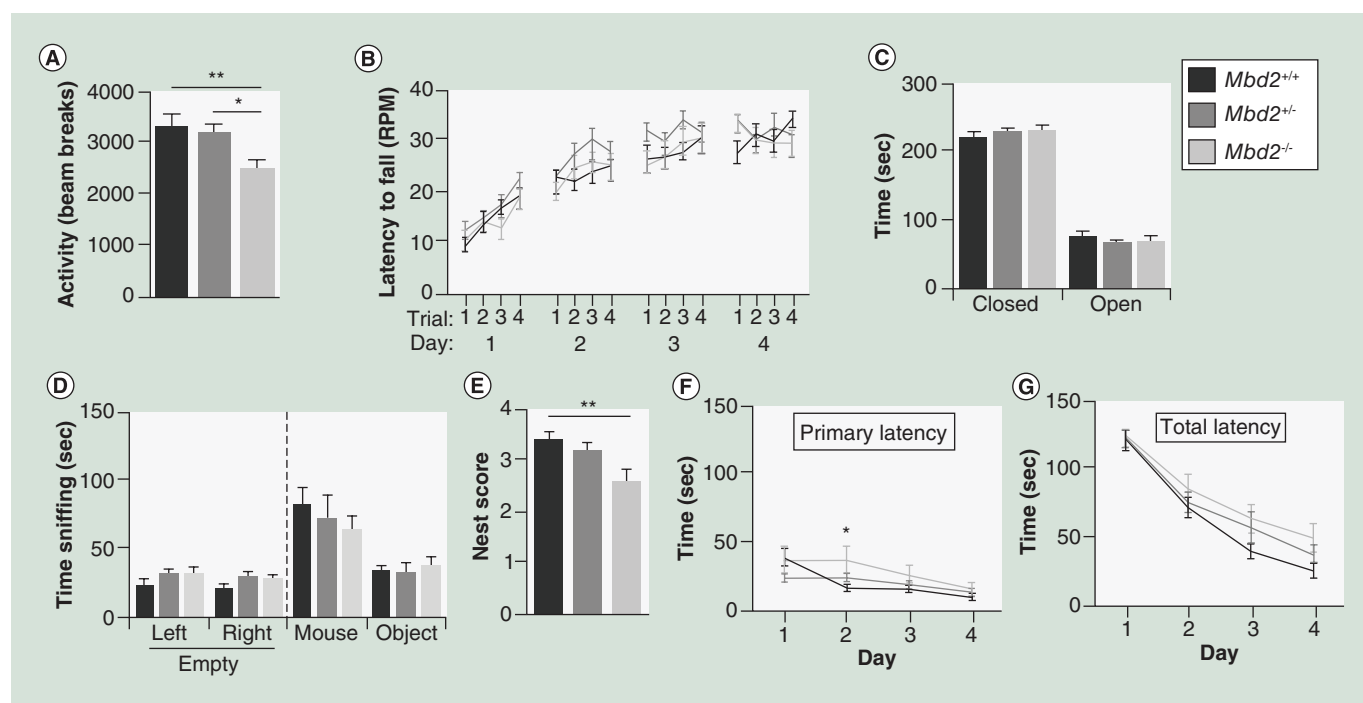 A
**
*
4000
3000
2000
1000
0
Activity (beam breaks)
B
40
30
20
10
0
Latency to fall (RPM)
Trial: 1 2 3 4 1 2 3 4 1 2 3 4 1 2 3 4
Day: 1 2 3 4
C
300
200
100
0
Time (sec)
Closed Open
Mbd2+/+
Mbd2+/-
Mbd2-/-
D
150
100
50
0
Time sniffing (sec)
Left Right Mouse Object
Empty
E
**
4
3
2
1
0
Nest score
F
Primary latency
150
100
50
0
Time (sec)
*
1 2 3 4
Day
G
Total latency
150
100
50
0
Time (sec)
1 2 3 4
Day